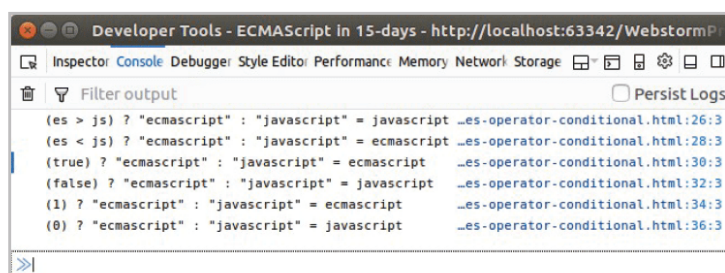 Developer Tools - ECMAScript in 15-days - http://localhost:63342/WebstormPr
Inspector Console Debugger Style Editor Performance Memory Network Storage
Filter output Persist Logs
(es > js) ? "ecmascript" : "javascript" = javascript …es-operator-conditional.html:26:3
(es < js) ? "ecmascript" : "javascript" = ecmascript …es-operator-conditional.html:28:3
(true) ? "ecmascript" : "javascript" = ecmascript …es-operator-conditional.html:30:3
(false) ? "ecmascript" : "javascript" = javascript …es-operator-conditional.html:32:3
(1) ? "ecmascript" : "javascript" = ecmascript …es-operator-conditional.html:34:3
(0) ? "ecmascript" : "javascript" = javascript …es-operator-conditional.html:36:3